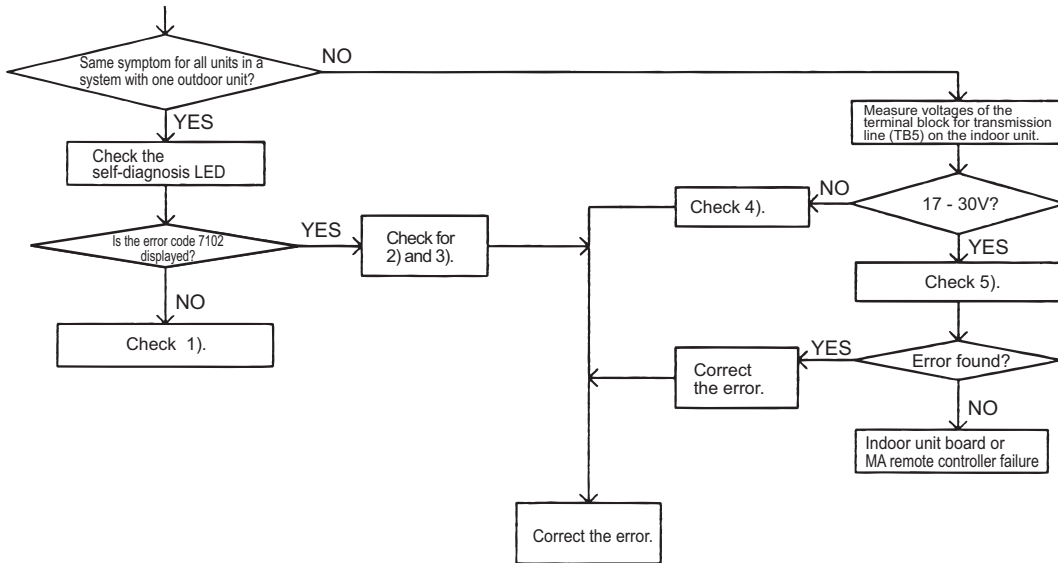 Same symptom for all units in a
system with one outdoor unit?
NO
YES
Measure voltages of the
terminal block for transmission
line (TB5) on the indoor unit.
Check the
self-diagnosis LED
NO
Check 4).
17 - 30V?
YES
Is the error code 7102
displayed?
YES
Check for
2) and 3).
Check 5).
NO
Check 1).
YES
Error found?
Correct
the error.
NO
Indoor unit board or
MA remote controller failure
Correct the error.